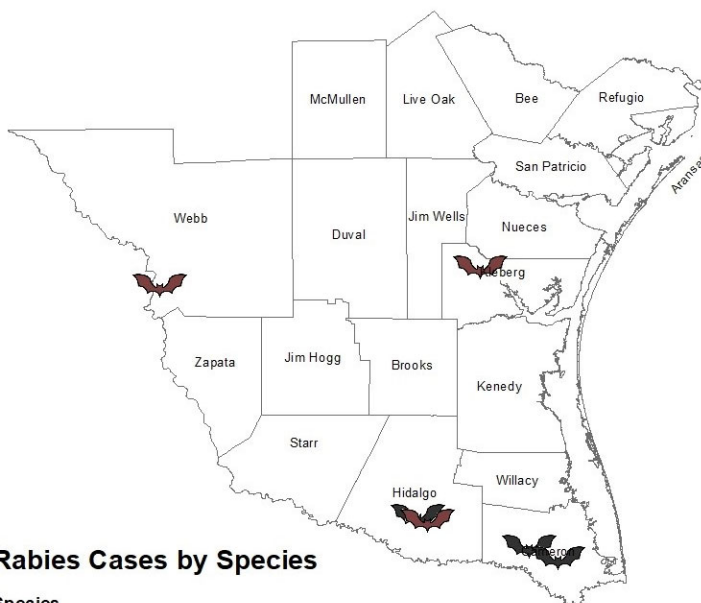 McMullen
Live Oak
Bee
Refugio
San Patricio
Webb
Duval
Jim Wells
Nueces
Zapata
Jim Hogg
Brooks
Kenedy
Starr
Willacy
Hidalgo
Rabies Cases by Species